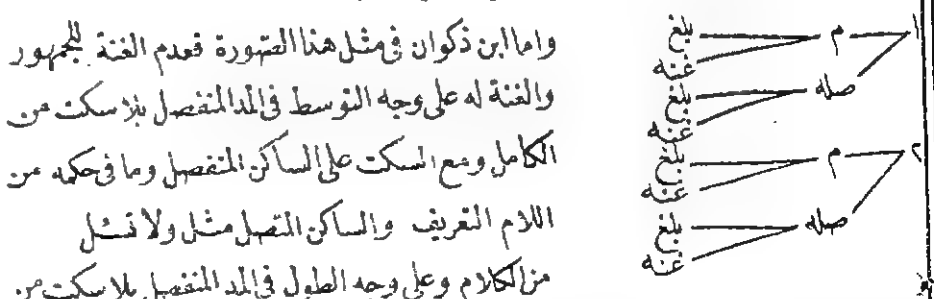 واما ابن ذكوان في مثل هذا الصورة فعدم الغنة للجمهور
والغنة له على وجه التوسط في المد المنفصل بلا سكت من
الكامل ومع السكت على الساكن المنفصل وما في حكمه من
اللام التعريف والساكن المتصل مثل ولا تسئل
من الكلام وعلى وجه الطول في المد المنفصل بلا سكت من
١ م بلغ
غنه
صله بلغ
غنه
٢ م بلغ
غنه
صله بلغ
غنه